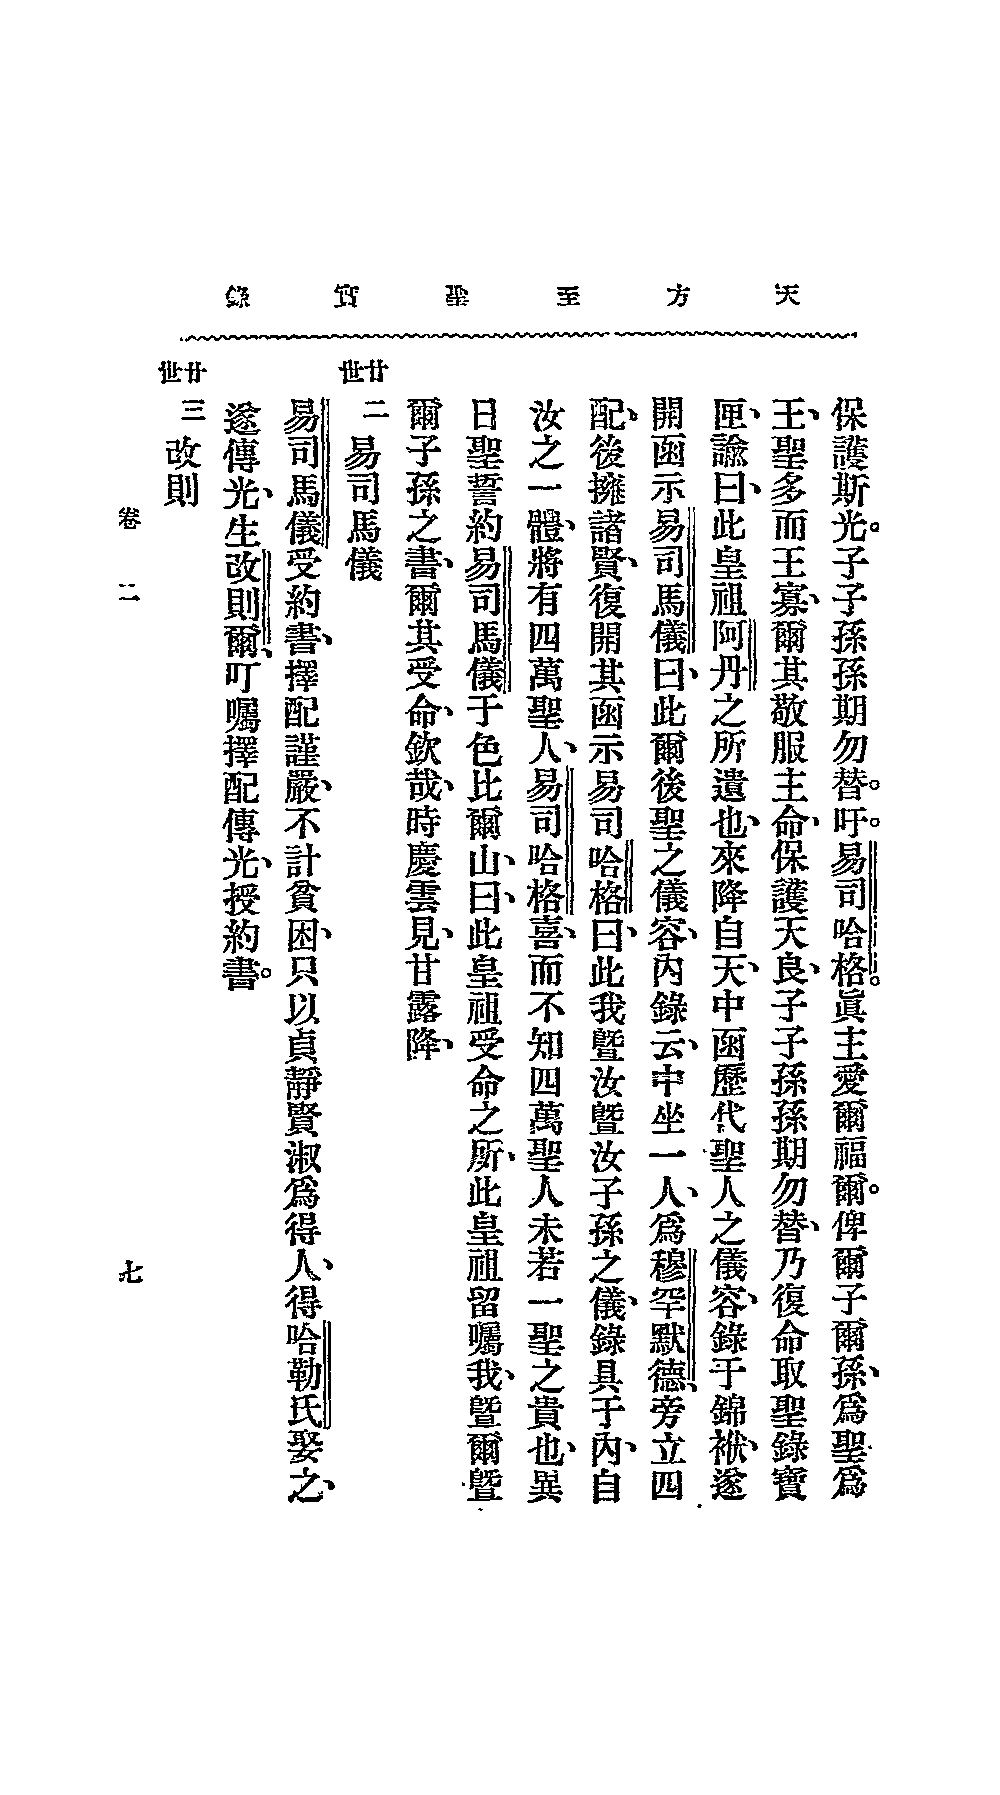 天方至聖實錄
保護斯光。子子孫孫期勿替。吁。易司哈格。眞主愛爾福爾。俾爾子爾孫、爲聖爲
王、聖多而王寡、爾其敬服主命、保護天良、子子孫孫期勿替、乃復命取聖錄寶
匣、諭曰、此皇祖阿丹之所遺也、來降自天、中函歷代聖人之儀容、錄于錦袱、遂
開函示易司馬儀曰、此爾後聖之儀容、內錄云、中坐一人、爲穆罕默德、旁立四
配、後擁諸賢、復開其函示易司哈格曰、此我曁汝曁汝子孫之儀、錄具于內、自
汝之一體、將有四萬聖人、易司哈格喜、而不知四萬聖人未若一聖之貴也、異
日聖誓約易司馬儀于色比爾山、曰、此皇祖受命之所、此皇祖留囑我、曁爾曁
爾子孫之書、爾其受命、欽哉、時慶雲見、甘露降、
廿二世 易司馬儀
易司馬儀受約書、擇配謹嚴、不計貧困、只以貞靜賢淑爲得人、得哈勒氏娶之、
遂傳光、生改則爾、叮囑擇配傳光、授約書。
廿三世 改則
卷二 七